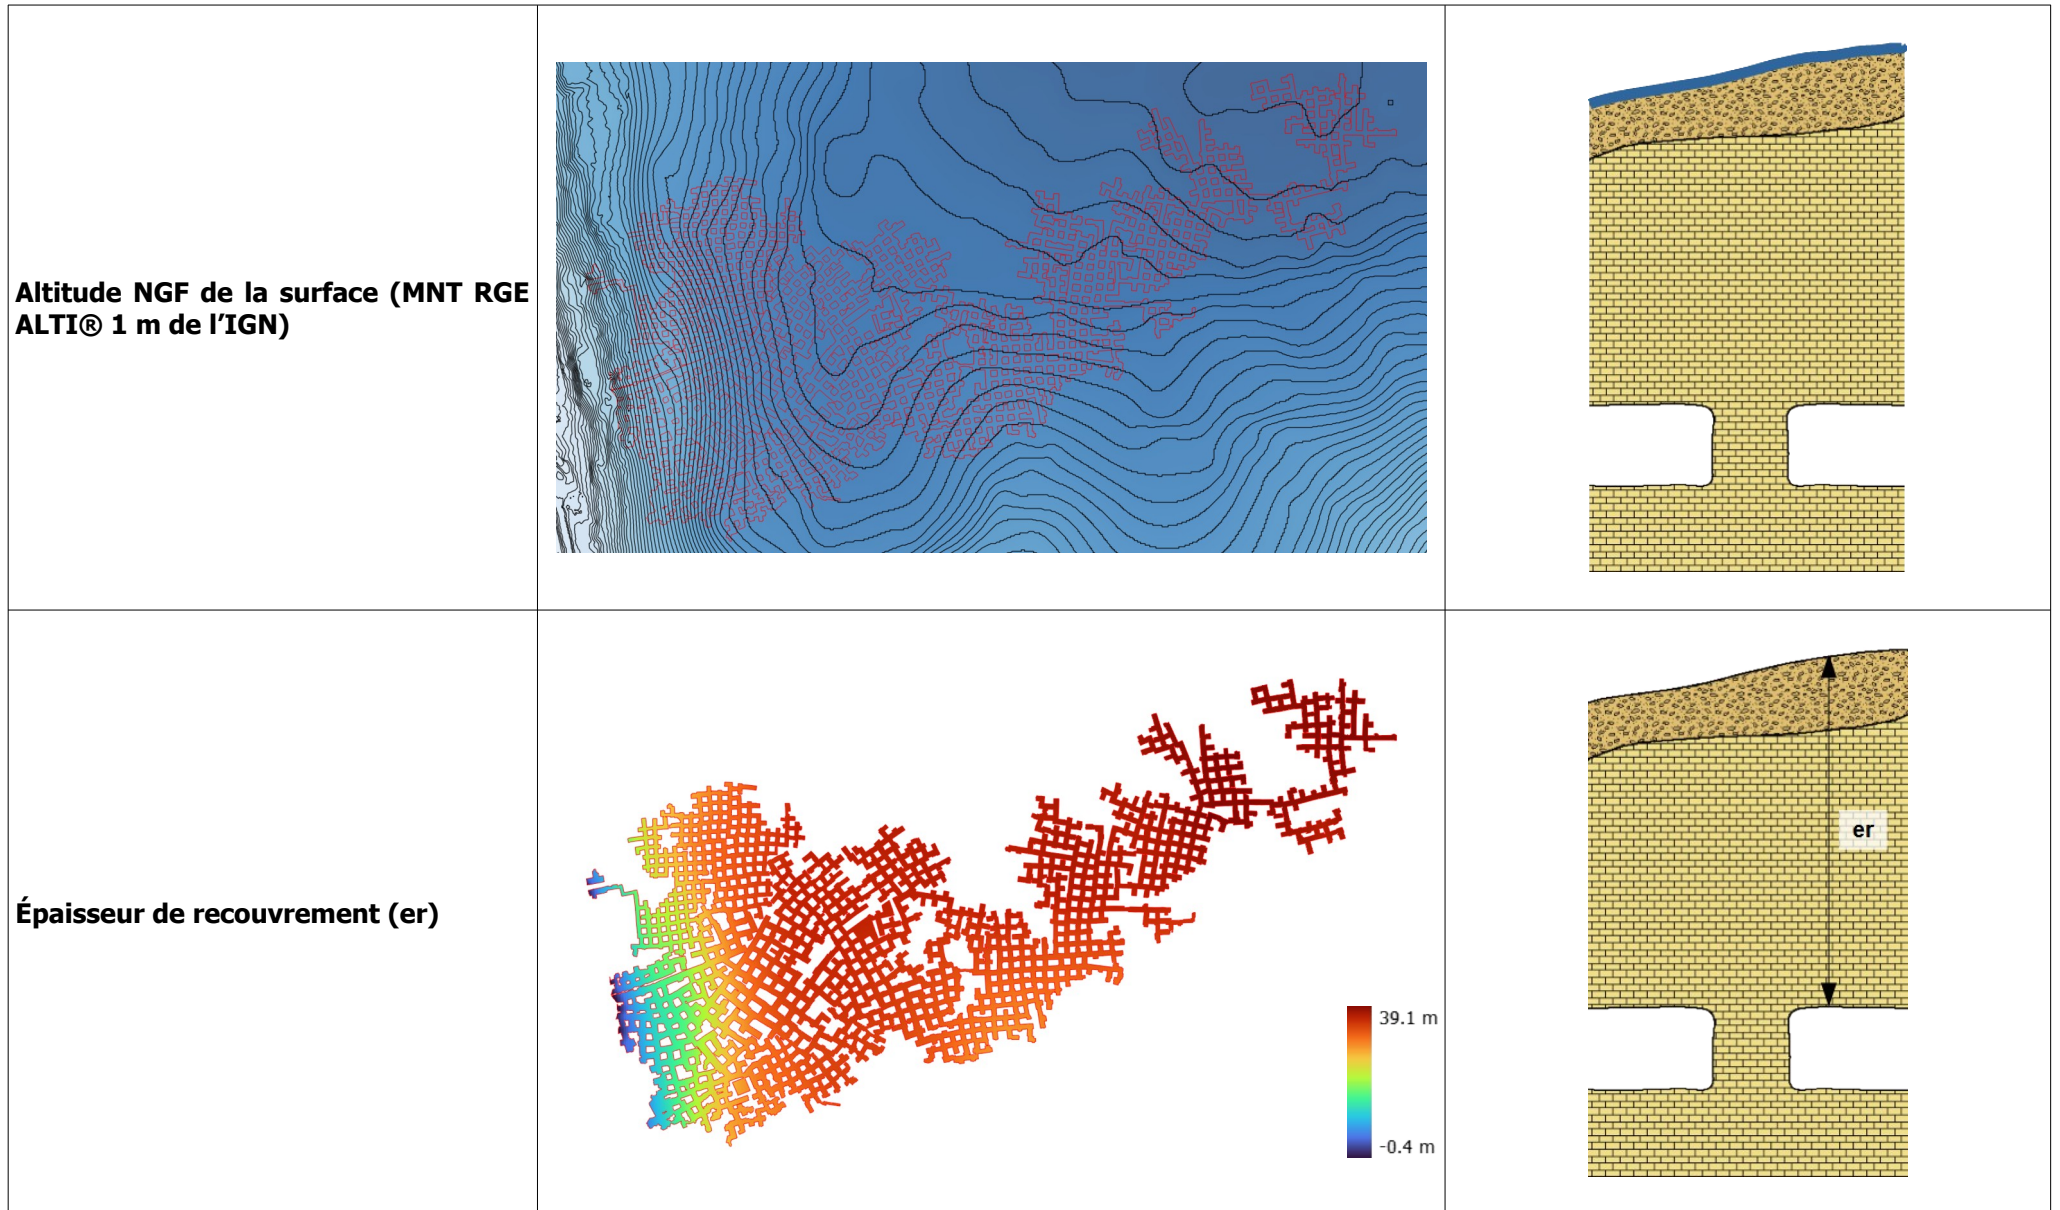 Altitude NGF de la surface (MNT RGE
ALTI® 1 m de l’IGN)
Épaisseur de recouvrement (er)
39.1 m
-0.4 m
er